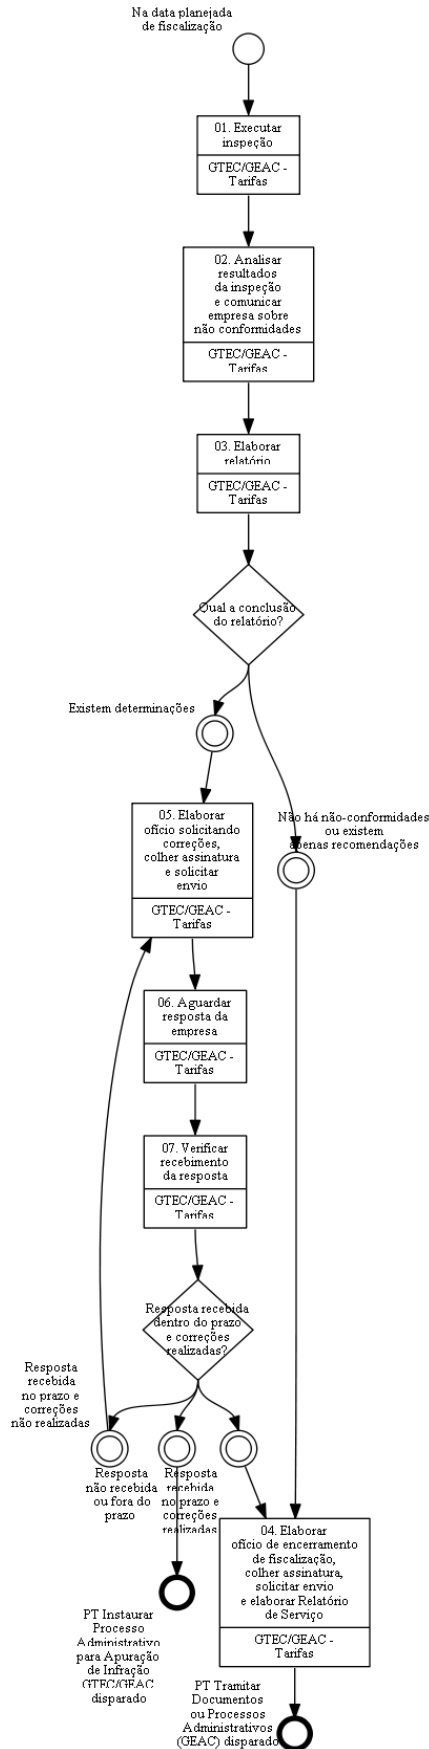 Na data planejada
de fiscalização
01. Executar
inspeção
GTEC/GEAC -
Tarifas
02. Analisar
resultados
da inspeção
e comunicar
empresa sobre
não conformidades
GTEC/GEAC -
Tarifas
03. Elaborar
relatório
GTEC/GEAC -
Tarifas
Qual a conclusão
do relatório?
Existem determinações
Não há não-conformidades
ou existem
apenas recomendações
05. Elaborar
ofício solicitando
correções,
colher assinatura
e solicitar
envio
GTEC/GEAC -
Tarifas
06. Aguardar
resposta da
empresa
GTEC/GEAC -
Tarifas
07. Verificar
recebimento
da resposta
GTEC/GEAC -
Tarifas
Resposta recebida
dentro do prazo
e correções
realizadas?
Resposta
recebida
no prazo e
correções
não realizadas
Resposta
não recebida
ou fora do
prazo
Resposta
recebida
no prazo e
correções
realizadas
04. Elaborar
ofício de encerramento
de fiscalização,
colher assinatura,
solicitar envio
e elaborar Relatório
de Serviço
GTEC/GEAC -
Tarifas
PT Instaurar
Processo
Administrativo
para Apuração
de Infração
GTEC/GEAC
disparado
PT Tramitar
Documentos
ou Processos
Administrativos
(GEAC) disparado